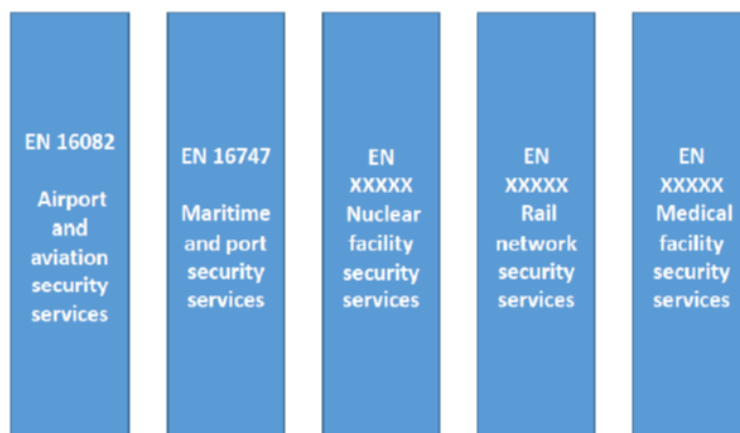 EN 16082
Airport
and
aviation
security
services
EN 16747
Maritime
and port
security
services
EN
XXXXX
Nuclear
facility
security
services
EN
XXXXX
Rail
network
security
services
EN
XXXXX
Medical
facility
security
services